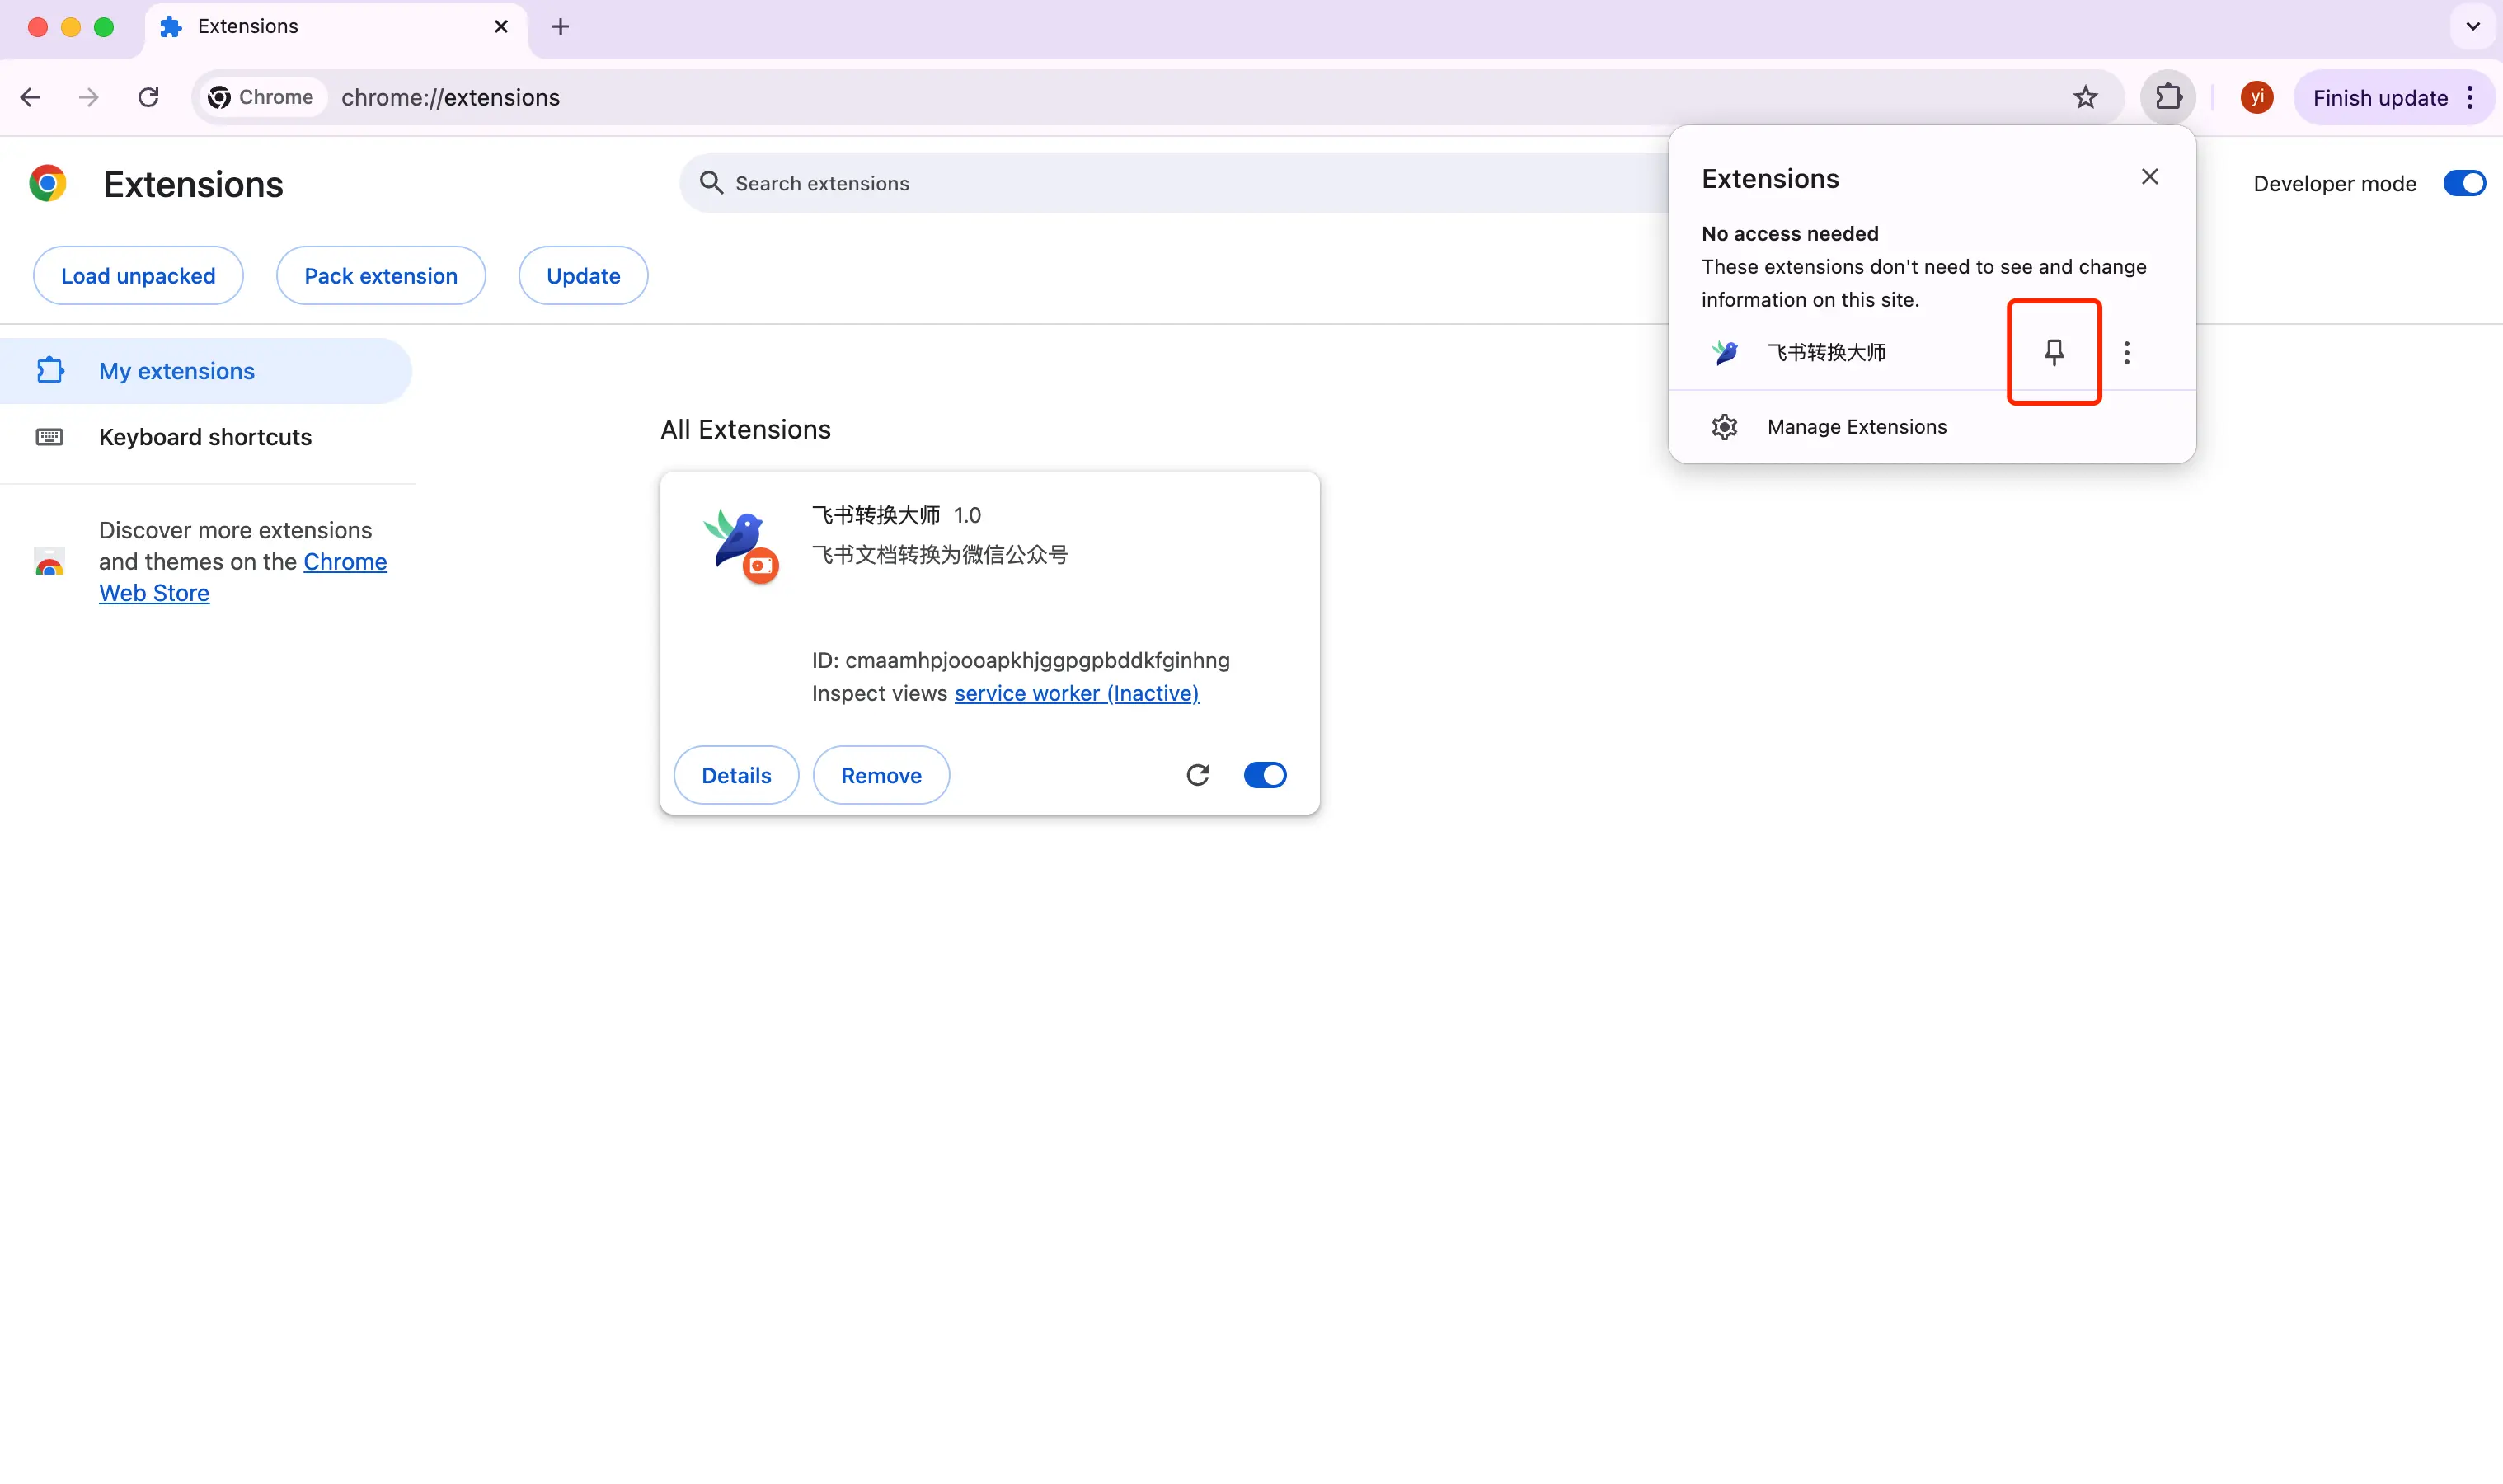 Extensions
Chrome
chrome://extensions
yi
Finish update
Extensions
Search extensions
Developer mode
Load unpacked
Pack extension
Update
Extensions
No access needed
These extensions don't need to see and change
information on this site.
飞书转换大师
Manage Extensions
My extensions
Keyboard shortcuts
Discover more extensions
and themes on the Chrome
Web Store
All Extensions
飞书转换大师 1.0
飞书文档转换为微信公众号
ID: cmaamhpjoooapkhjggpgpbddkfginhng
Inspect views service worker (Inactive)
Details
Remove